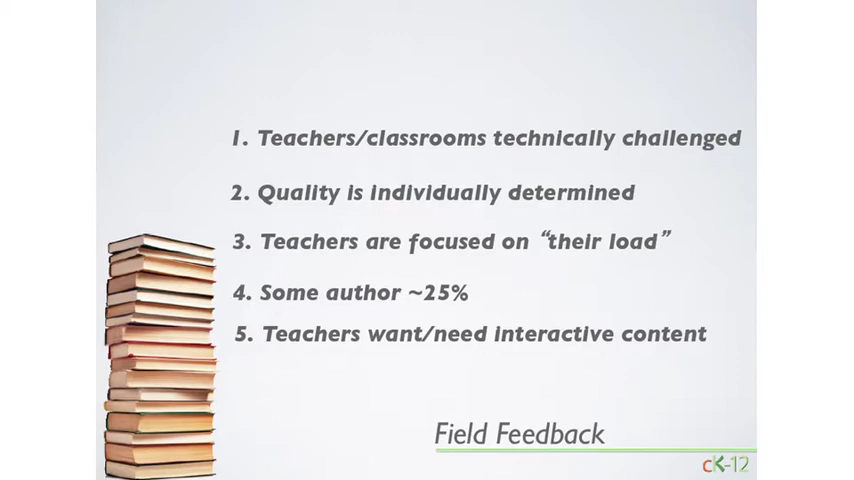 1. Teachers/classrooms technically challenged
2. Quality is individually determined
3. Teachers are focused on “their load”
4. Some author ~25%
5. Teachers want/need interactive content
Field Feedback
cK-12